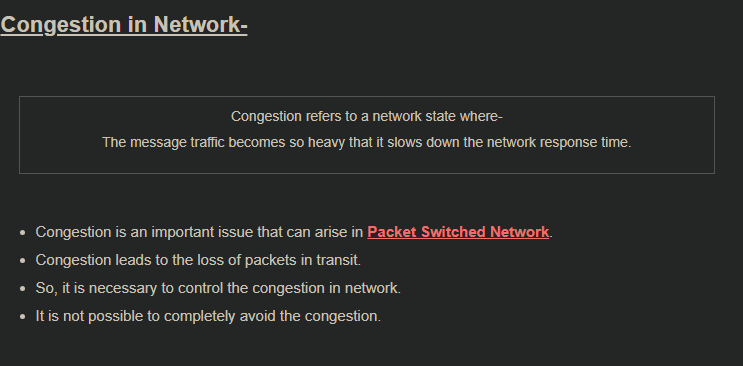 Congestion in Network-
Congestion refers to a network state where-
The message traffic becomes so heavy that it slows down the network response time.
• Congestion is an important issue that can arise in Packet Switched Network.
• Congestion leads to the loss of packets in transit.
• So, it is necessary to control the congestion in network.
• It is not possible to completely avoid the congestion.